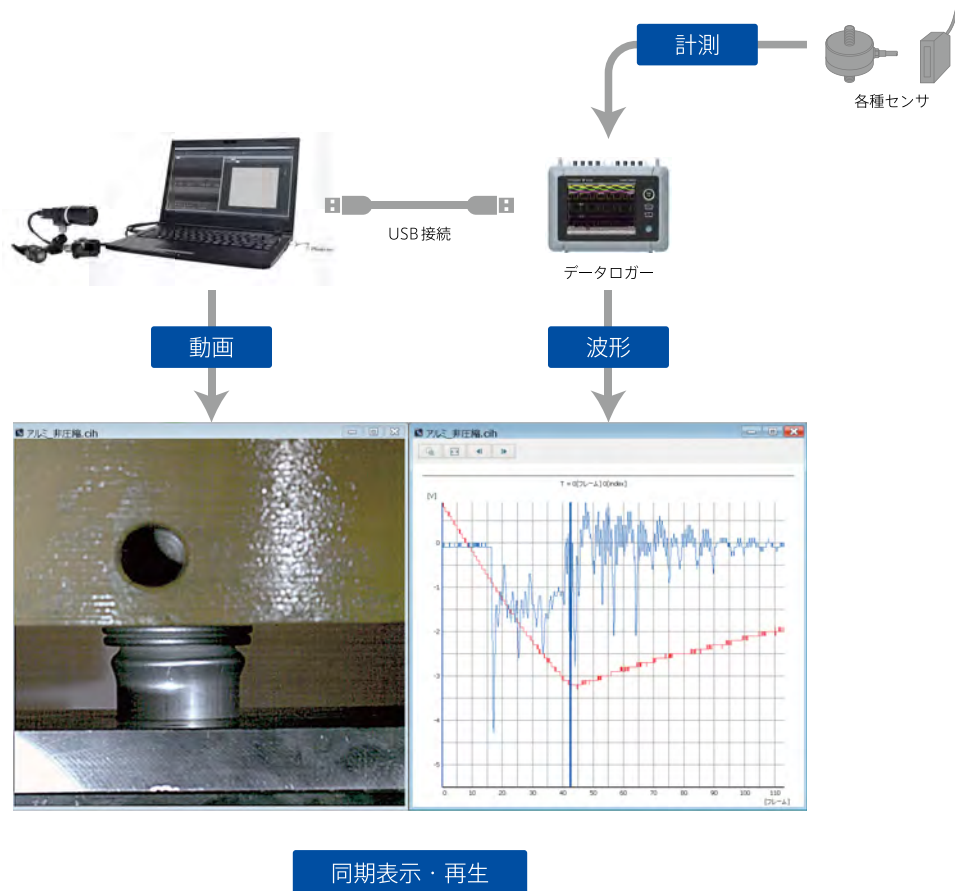 計測
各種センサ
USB接続
データロガー
動画
波形
アルミ_非圧縮.cih
アルミ_非圧縮.cih
T = 0[フレーム] 0[index]
[V]
0
-1
-2
-3
-4
-5
0 10 20 30 40 50 60 70 80 90 100 110
[フレーム]
同期表示・再生